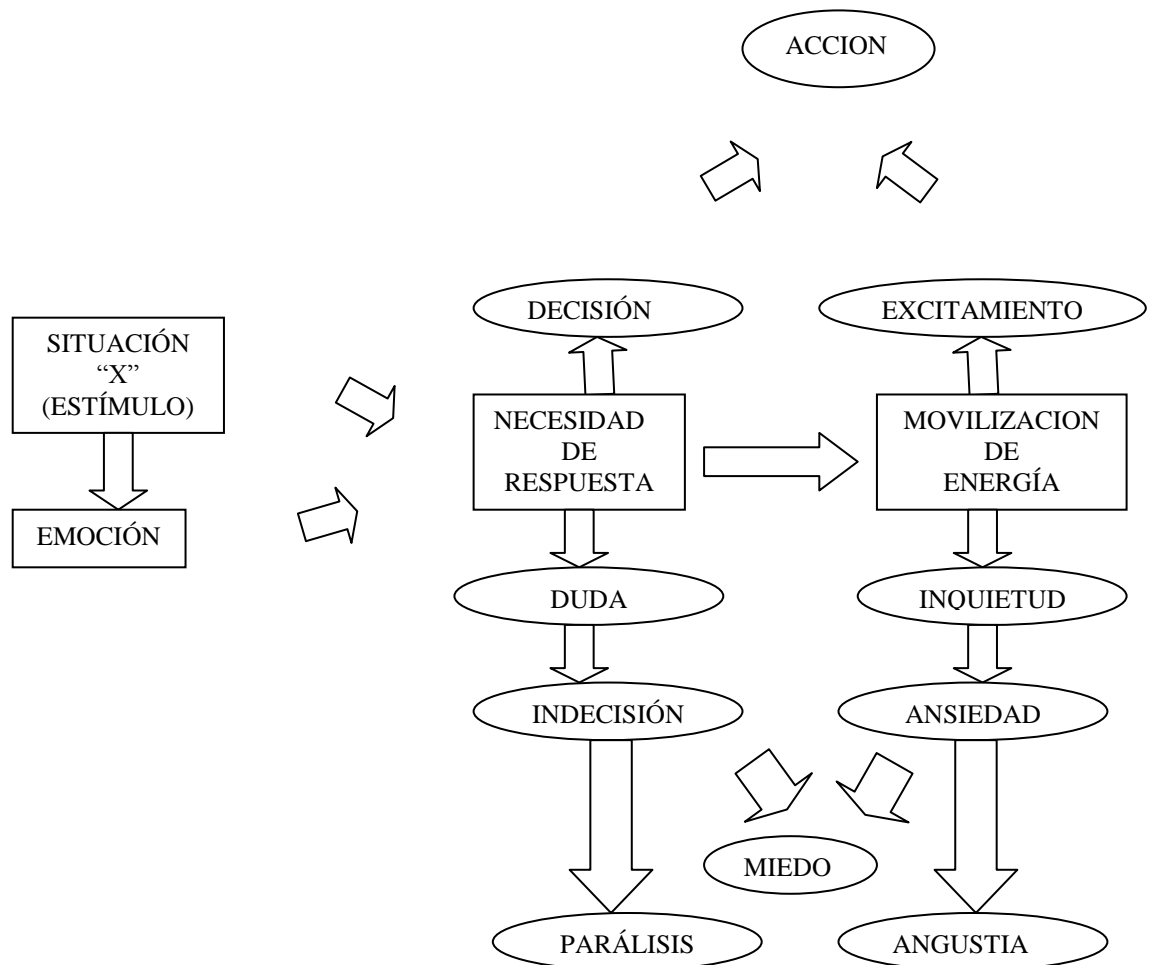 ACCION
DECISIÓN
EXCITAMIENTO
SITUACIÓN
“X”
(ESTÍMULO)
NECESIDAD
DE
RESPUESTA
MOVILIZACION
DE
ENERGÍA
EMOCIÓN
DUDA
INQUIETUD
INDECISIÓN
ANSIEDAD
MIEDO
PARÁLISIS
ANGUSTIA